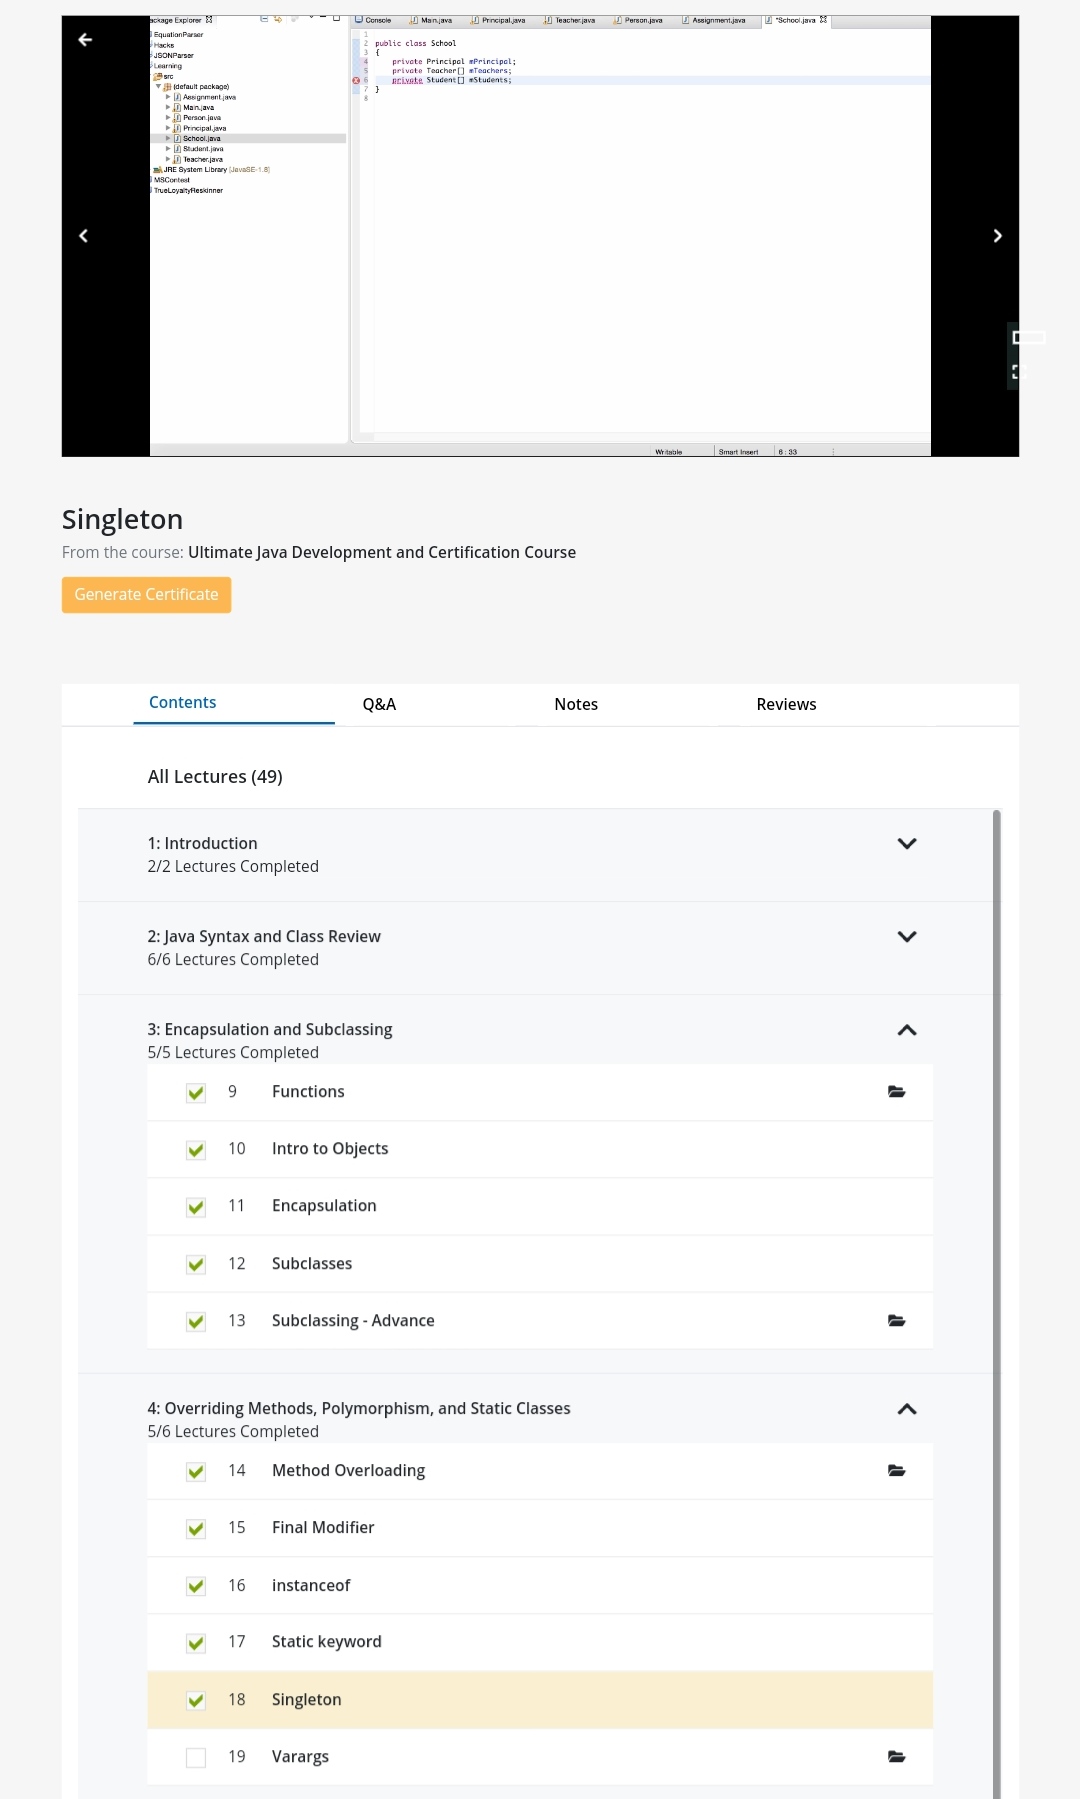 ackage Explorer
Console Main.java Principal.java Teacher.java Person.java Assignment.java *School.java
EquationParser
Hacks
JSONParser
Learning
src
(default package)
Assignment.java
Main.java
Person.java
Principal.java
School.java
Student.java
Teacher.java
JRE System Library [JavaSE-1.8]
MSContest
TrueLoyaltyReskinner
1
2 public class School
3 {
4 private Principal mPrincipal;
5 private Teacher[] mTeachers;
6 private Student[] mStudents;
7 }
8
Writable Smart Insert 6 : 33
Singleton
From the course: Ultimate Java Development and Certification Course
Generate Certificate
Contents Q&A Notes Reviews
All Lectures (49)
1: Introduction
2/2 Lectures Completed
2: Java Syntax and Class Review
6/6 Lectures Completed
3: Encapsulation and Subclassing
5/5 Lectures Completed
9 Functions
10 Intro to Objects
11 Encapsulation
12 Subclasses
13 Subclassing - Advance
4: Overriding Methods, Polymorphism, and Static Classes
5/6 Lectures Completed
14 Method Overloading
15 Final Modifier
16 instanceof
17 Static keyword
18 Singleton
19 Varargs